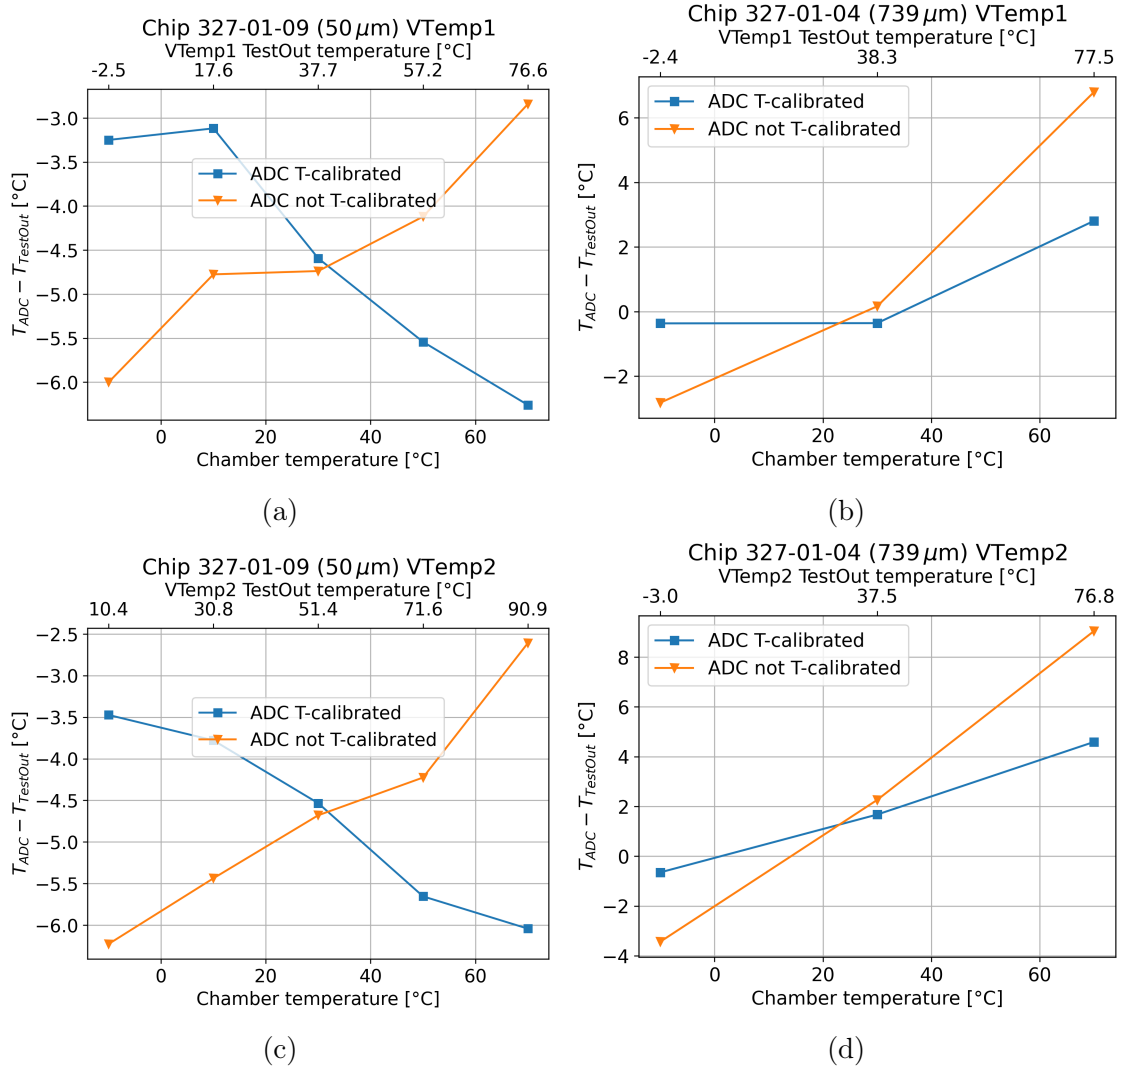 Chip 327-01-09 (50 μm) VTemp1
VTemp1 TestOut temperature [°C]
-2.5 17.6 37.7 57.2 76.6
−3.0
−3.5
−4.0
−4.5
−5.0
−5.5
−6.0
T_ADC − T_TestOut [°C]
ADC T-calibrated
ADC not T-calibrated
0 20 40 60
Chamber temperature [°C]
(a)
Chip 327-01-04 (739 μm) VTemp1
VTemp1 TestOut temperature [°C]
-2.4 38.3 77.5
6
4
2
0
−2
T_ADC − T_TestOut [°C]
ADC T-calibrated
ADC not T-calibrated
0 20 40 60
Chamber temperature [°C]
(b)
Chip 327-01-09 (50 μm) VTemp2
VTemp2 TestOut temperature [°C]
10.4 30.8 51.4 71.6 90.9
−2.5
−3.0
−3.5
−4.0
−4.5
−5.0
−5.5
−6.0
T_ADC − T_TestOut [°C]
ADC T-calibrated
ADC not T-calibrated
0 20 40 60
Chamber temperature [°C]
(c)
Chip 327-01-04 (739 μm) VTemp2
VTemp2 TestOut temperature [°C]
-3.0 37.5 76.8
8
6
4
2
0
−2
−4
T_ADC − T_TestOut [°C]
ADC T-calibrated
ADC not T-calibrated
0 20 40 60
Chamber temperature [°C]
(d)